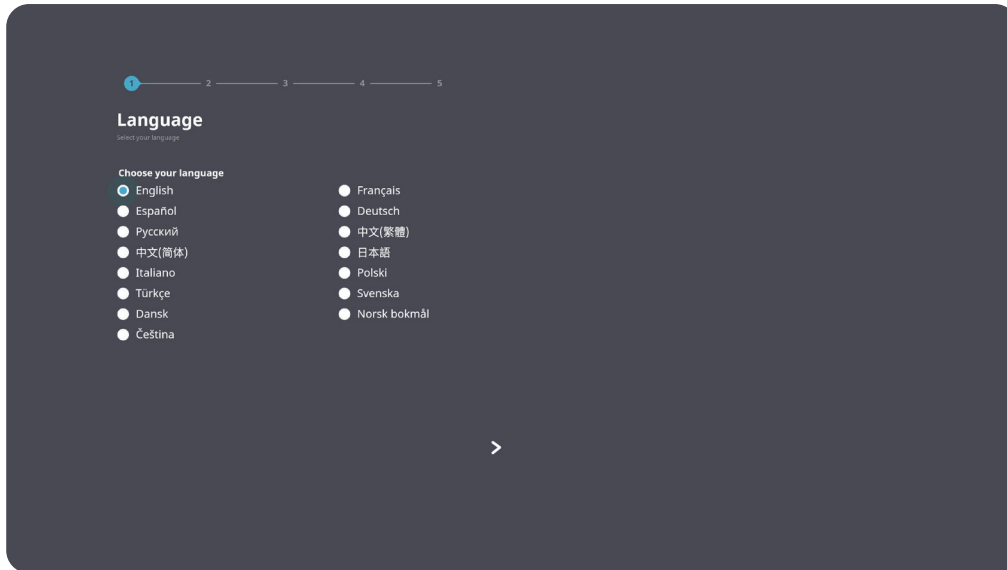 1 2 3 4 5
Language
Select your language
Choose your language
English
Français
Español
Deutsch
Русский
中文(繁體)
中文(简体)
日本語
Italiano
Polski
Türkçe
Svenska
Dansk
Norsk bokmål
Čeština